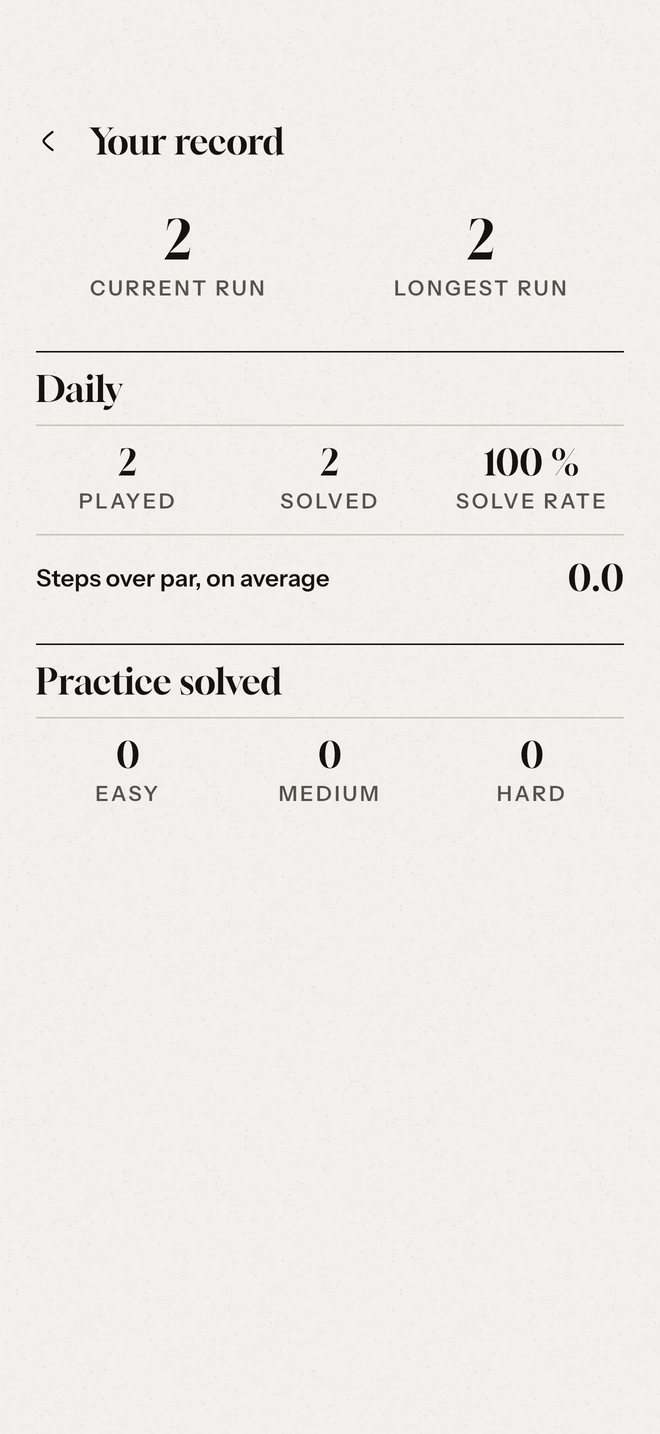 Your record
2 2
CURRENT RUN LONGEST RUN
Daily
2 2 100 %
PLAYED SOLVED SOLVE RATE
Steps over par, on average 0.0
Practice solved
0 0 0
EASY MEDIUM HARD